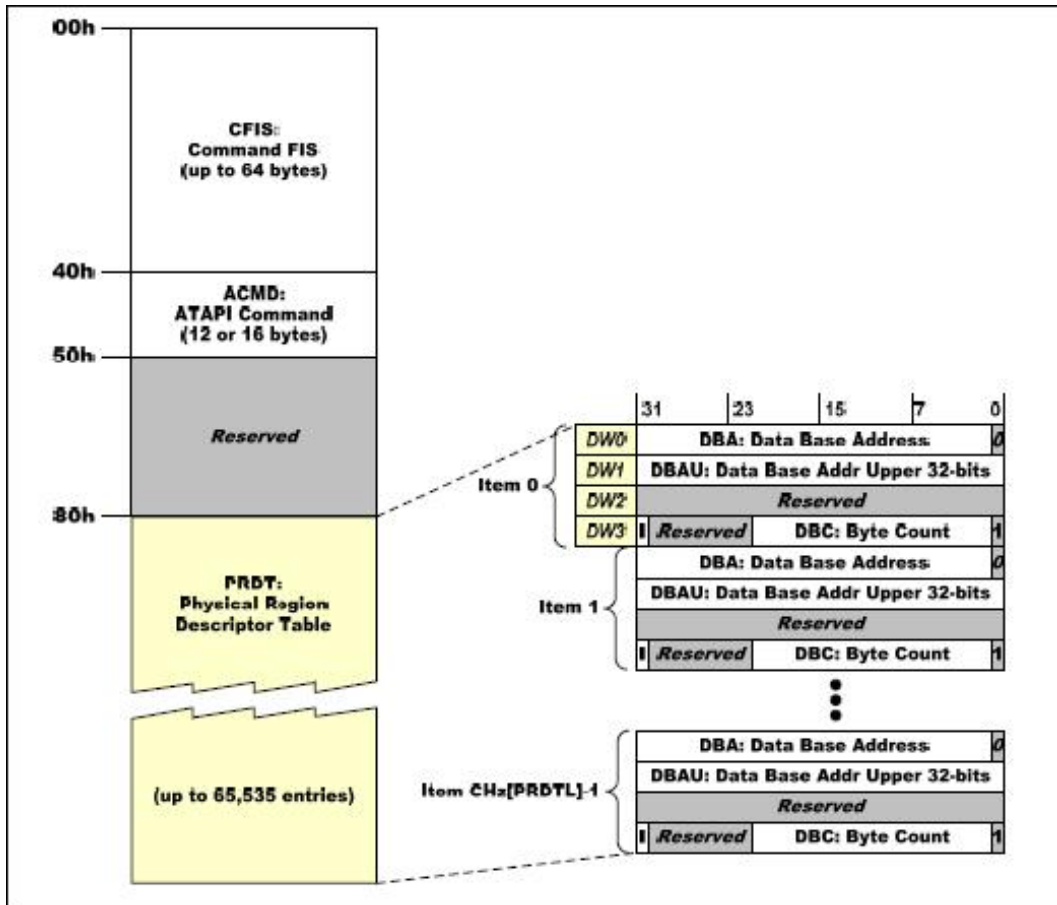 00h
CFIS:
Command FIS
(up to 64 bytes)
40h
ACMD:
ATAPI Command
(12 or 16 bytes)
50h
Reserved
80h
PRDT:
Physical Region
Descriptor Table
(up to 65,535 entries)
31 23 15 7 0
Item 0
DW0 DBA: Data Base Address 0
DW1 DBAU: Data Base Addr Upper 32-bits
DW2 Reserved
DW3 I Reserved DBC: Byte Count 1
Item 1
DBA: Data Base Address 0
DBAU: Data Base Addr Upper 32-bits
Reserved
I Reserved DBC: Byte Count 1
Item CHz[PRDTL]-1
DBA: Data Base Address 0
DBAU: Data Base Addr Upper 32-bits
Reserved
I Reserved DBC: Byte Count 1